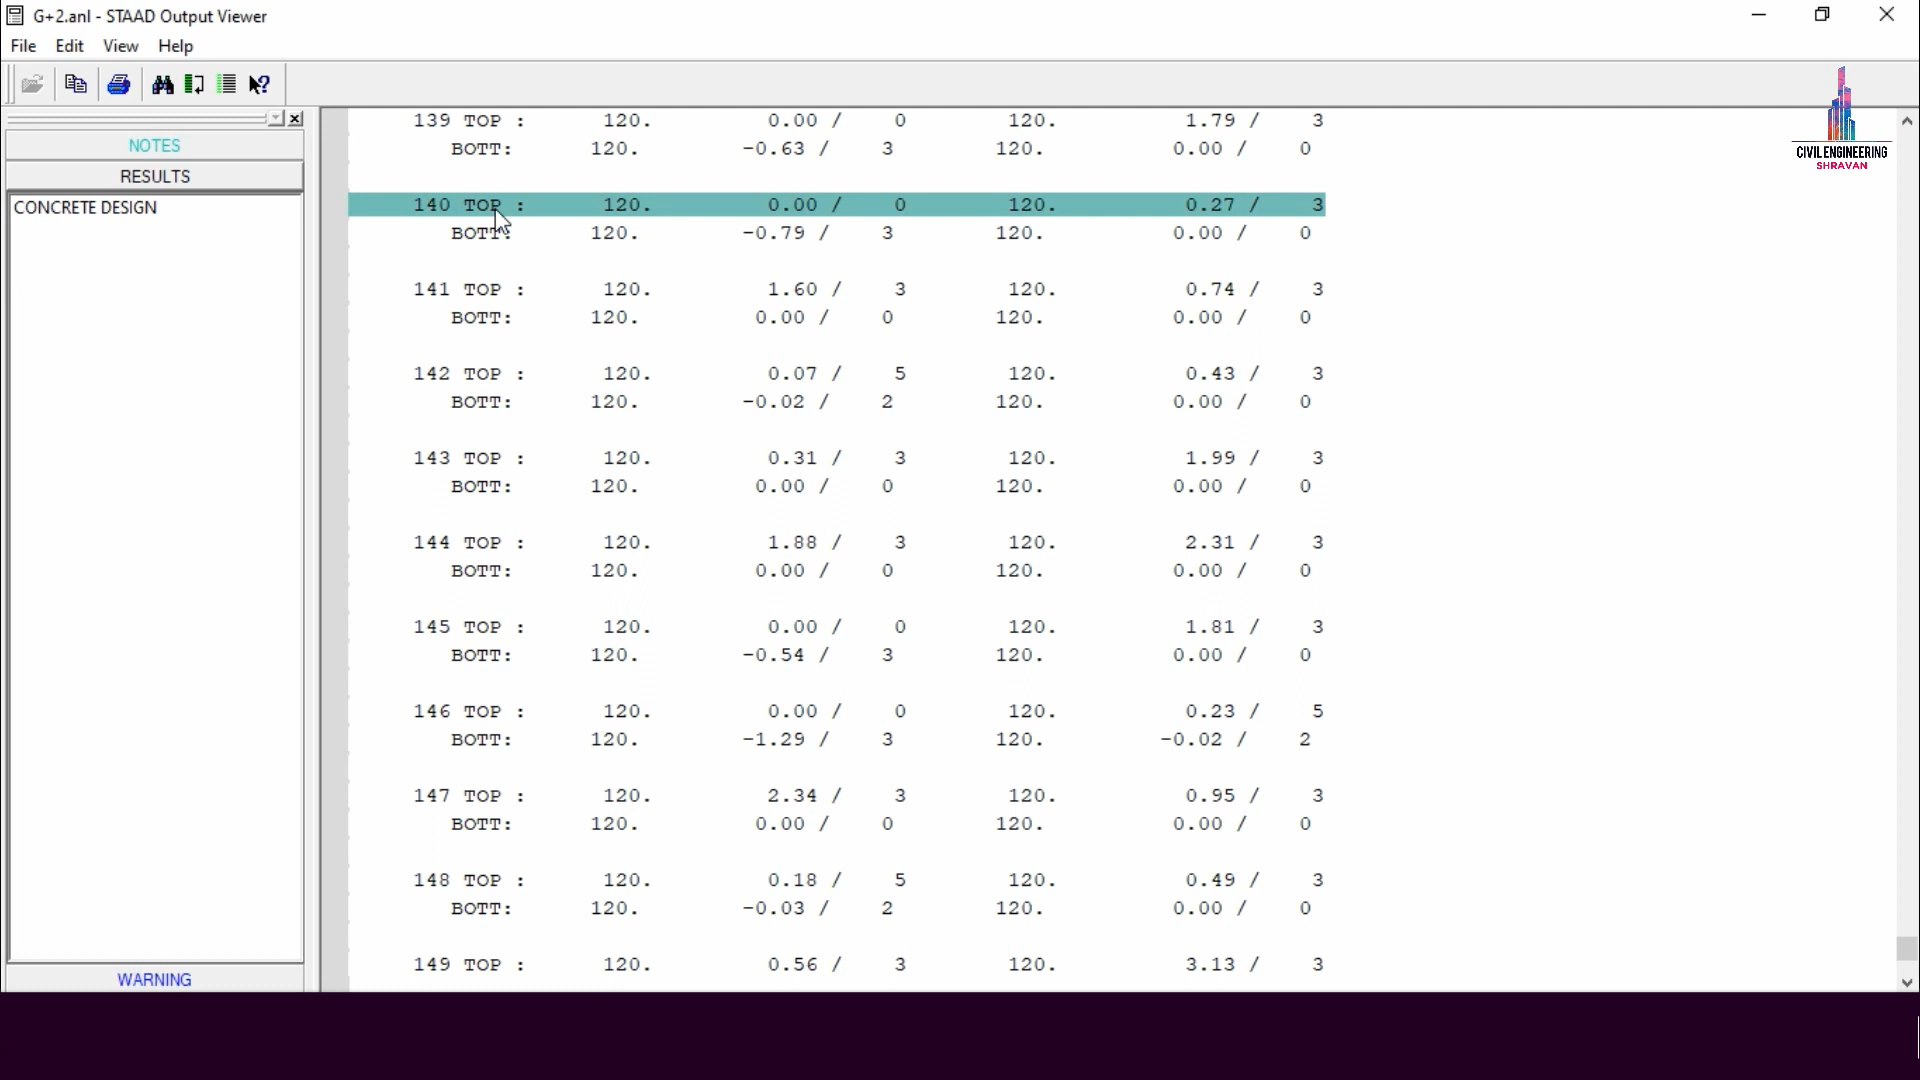 G+2.anl - STAAD Output Viewer
File Edit View Help
NOTES
RESULTS
CONCRETE DESIGN
WARNING
139 TOP : 120. 0.00 / 0 120. 1.79 / 3
BOTT: 120. -0.63 / 3 120. 0.00 / 0
140 TOP : 120. 0.00 / 0 120. 0.27 / 3
BOTT: 120. -0.79 / 3 120. 0.00 / 0
141 TOP : 120. 1.60 / 3 120. 0.74 / 3
BOTT: 120. 0.00 / 0 120. 0.00 / 0
142 TOP : 120. 0.07 / 5 120. 0.43 / 3
BOTT: 120. -0.02 / 2 120. 0.00 / 0
143 TOP : 120. 0.31 / 3 120. 1.99 / 3
BOTT: 120. 0.00 / 0 120. 0.00 / 0
144 TOP : 120. 1.88 / 3 120. 2.31 / 3
BOTT: 120. 0.00 / 0 120. 0.00 / 0
145 TOP : 120. 0.00 / 0 120. 1.81 / 3
BOTT: 120. -0.54 / 3 120. 0.00 / 0
146 TOP : 120. 0.00 / 0 120. 0.23 / 5
BOTT: 120. -1.29 / 3 120. -0.02 / 2
147 TOP : 120. 2.34 / 3 120. 0.95 / 3
BOTT: 120. 0.00 / 0 120. 0.00 / 0
148 TOP : 120. 0.18 / 5 120. 0.49 / 3
BOTT: 120. -0.03 / 2 120. 0.00 / 0
149 TOP : 120. 0.56 / 3 120. 3.13 / 3
CIVIL ENGINEERING
SHRAVAN